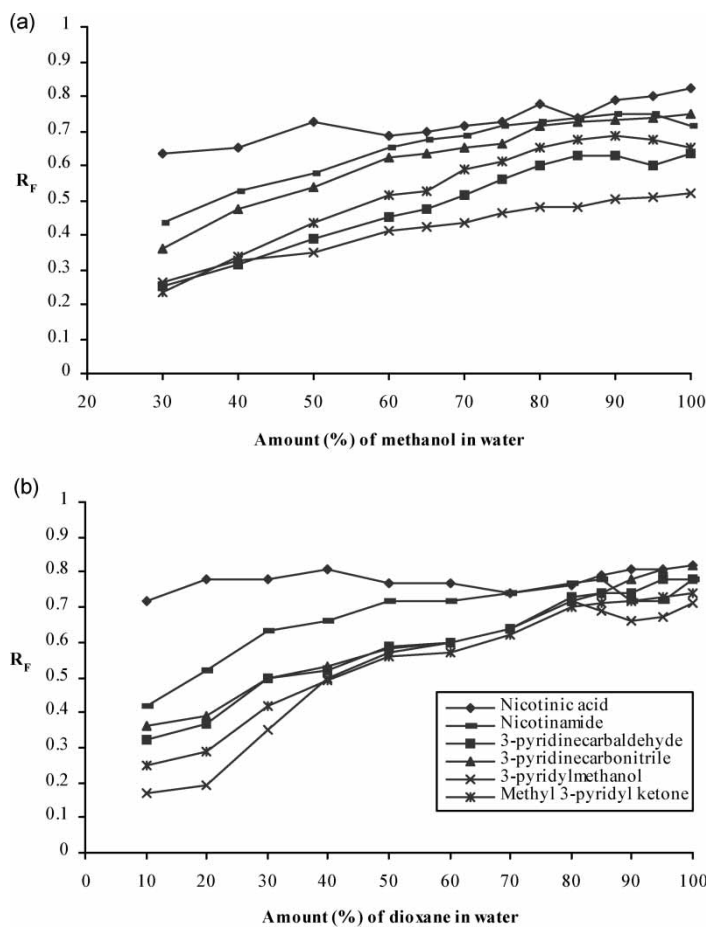 (a)
1
0.9
0.8
0.7
0.6
R_F 0.5
0.4
0.3
0.2
0.1
0
20 30 40 50 60 70 80 90 100
Amount (%) of methanol in water
(b)
1
0.9
0.8
0.7
0.6
R_F 0.5
0.4
0.3
0.2
0.1
0
Nicotinic acid
Nicotinamide
3-pyridinecarbaldehyde
3-pyridinecarbonitrile
3-pyridylmethanol
Methyl 3-pyridyl ketone
0 10 20 30 40 50 60 70 80 90 100
Amount (%) of dioxane in water